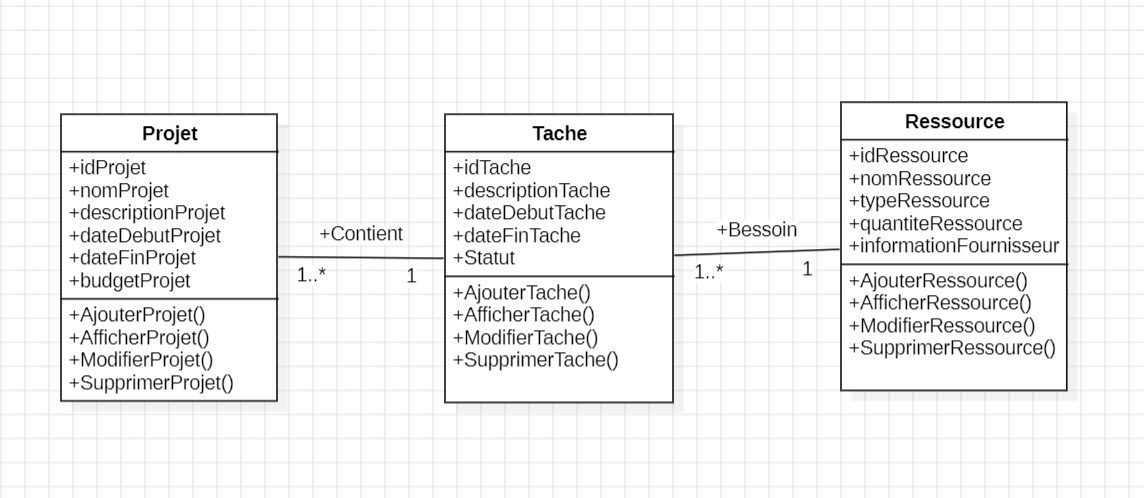 Projet
+idProjet
+nomProjet
+descriptionProjet
+dateDebutProjet
+dateFinProjet
+budgetProjet
+AjouterProjet()
+AfficherProjet()
+ModifierProjet()
+SupprimerProjet()
+Contient
1..*
1
Tache
+idTache
+descriptionTache
+dateDebutTache
+dateFinTache
+Statut
+AjouterTache()
+AfficherTache()
+ModifierTache()
+SupprimerTache()
+Bessoin
1..*
1
Ressource
+idRessource
+nomRessource
+typeRessource
+quantiteRessource
+informationFournisseur
+AjouterRessource()
+AfficherRessource()
+ModifierRessource()
+SupprimerRessource()